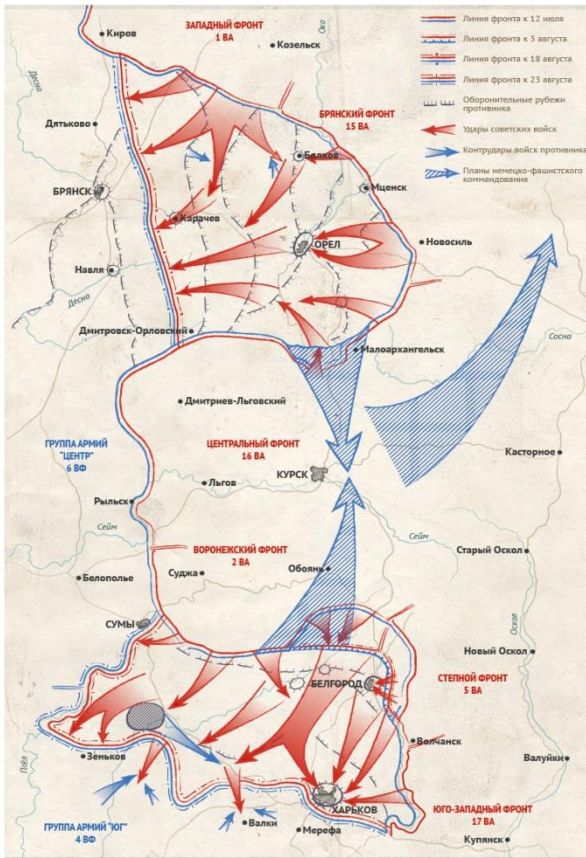 Киров
ЗАПАДНЫЙ ФРОНТ
1 ВА
Козельск
Ока
Линия фронта к 12 июля
Линия фронта к 3 августа
Линия фронта к 18 августа
Линия фронта к 23 августа
Оборонительные рубежи
противника
Удары советских войск
Контрудары войск противника
Планы немецко-фашистского
коммандования
Десна
БРЯНСКИЙ ФРОНТ
15 ВА
Дятьково
Болхов
Мценск
БРЯНСК
Карачев
ОРЕЛ
Новосиль
Навля
Десна
Дмитровск-Орловский
Малоархангельск
Сосна
Дмитриев-Льговский
ГРУППА АРМИЙ
"ЦЕНТР"
6 ВФ
ЦЕНТРАЛЬНЫЙ ФРОНТ
16 ВА
КУРСК
Касторное
Льгов
Рыльск
Сейм
Сейм
ВОРОНЕЖСКИЙ ФРОНТ
2 ВА
Старый Оскол
Белополье
Суджа
Обоянь
Оскол
СУМЫ
Новый Оскол
БЕЛГОРОД
СТЕПНОЙ ФРОНТ
5 ВА
Волчанск
Псёл
Зеньков
Валуйки
ХАРЬКОВ
ЮГО-ЗАПАДНЫЙ ФРОНТ
17 ВА
ГРУППА АРМИЙ "ЮГ"
4 ВФ
Валки
Мерефа
Купянск